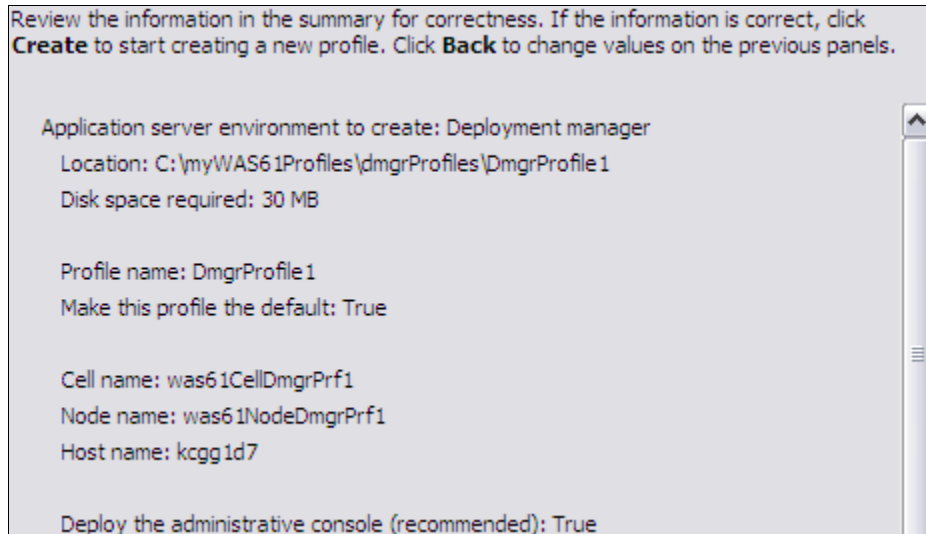 Review the information in the summary for correctness. If the information is correct, click
Create to start creating a new profile. Click Back to change values on the previous panels.
Application server environment to create: Deployment manager
Location: C:\myWAS61Profiles\dmgrProfiles\DmgrProfile1
Disk space required: 30 MB
Profile name: DmgrProfile1
Make this profile the default: True
Cell name: was61CellDmgrPrf1
Node name: was61NodeDmgrPrf1
Host name: kcgg1d7
Deploy the administrative console (recommended): True